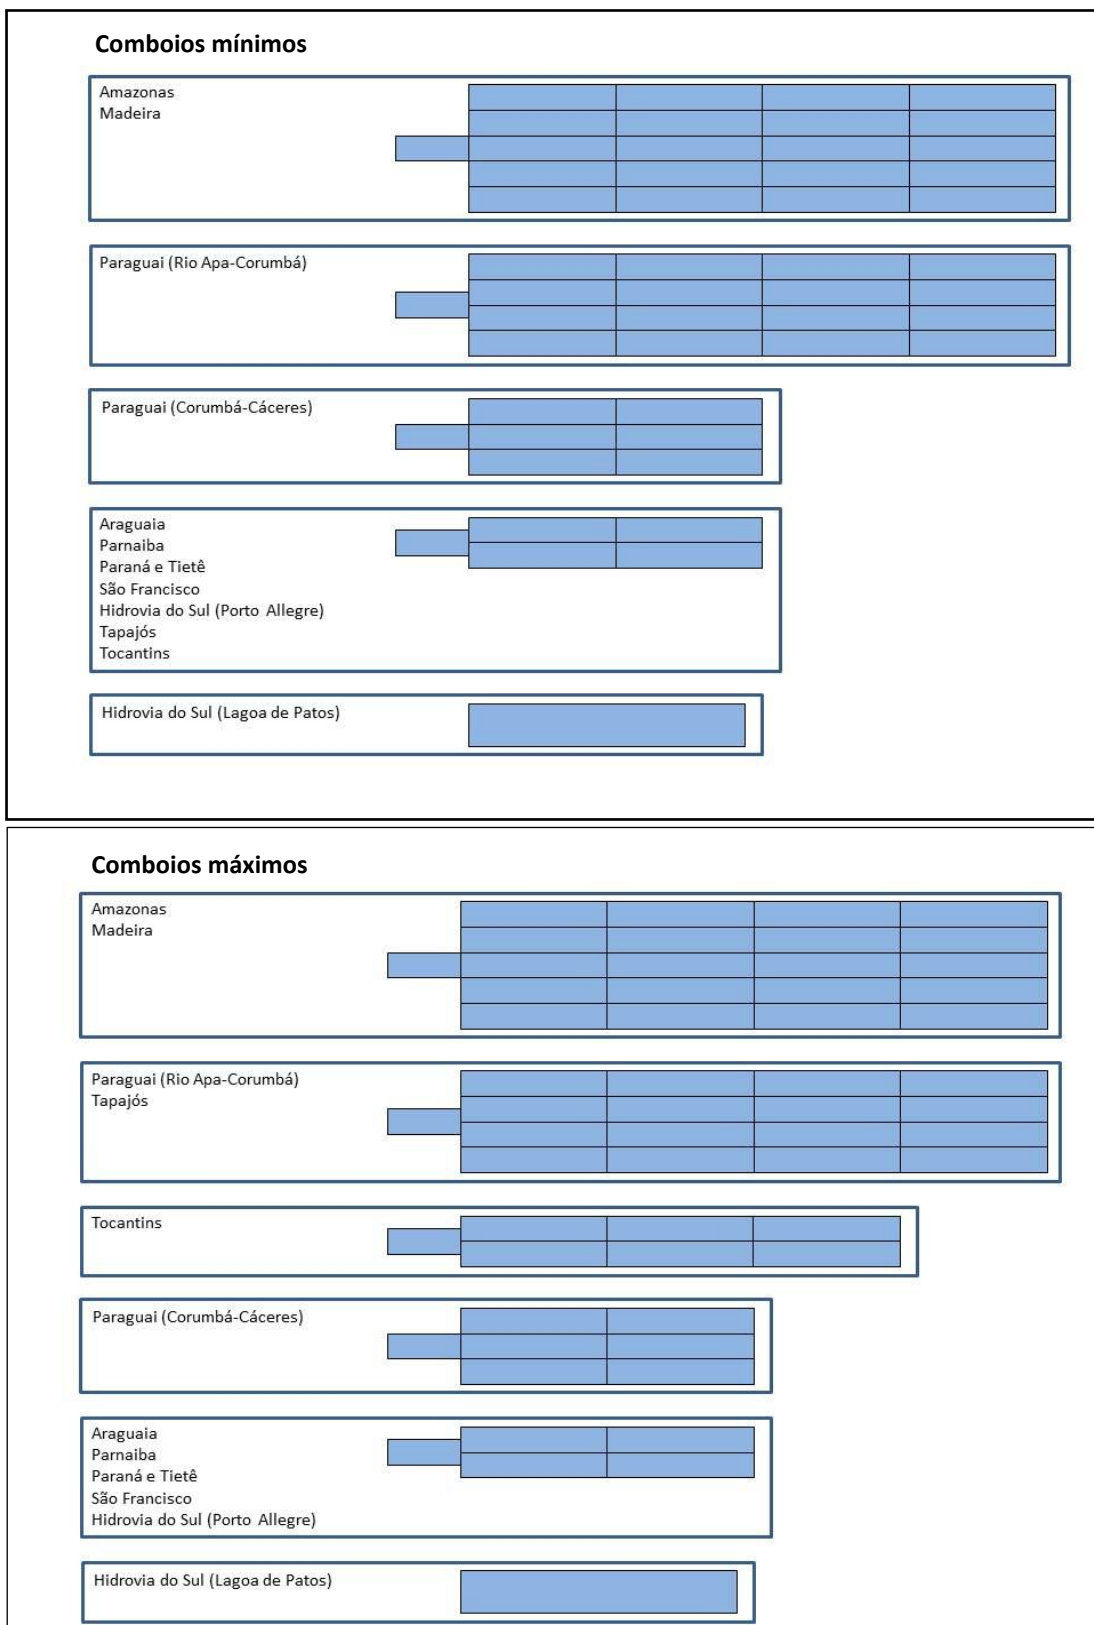 Comboios mínimos
Amazonas
Madeira
Paraguai (Rio Apa-Corumbá)
Paraguai (Corumbá-Cáceres)
Araguaia
Parnaiba
Paraná e Tietê
São Francisco
Hidrovia do Sul (Porto Allegre)
Tapajós
Tocantins
Hidrovia do Sul (Lagoa de Patos)
Comboios máximos
Amazonas
Madeira
Paraguai (Rio Apa-Corumbá)
Tapajós
Tocantins
Paraguai (Corumbá-Cáceres)
Araguaia
Parnaiba
Paraná e Tietê
São Francisco
Hidrovia do Sul (Porto Allegre)
Hidrovia do Sul (Lagoa de Patos)